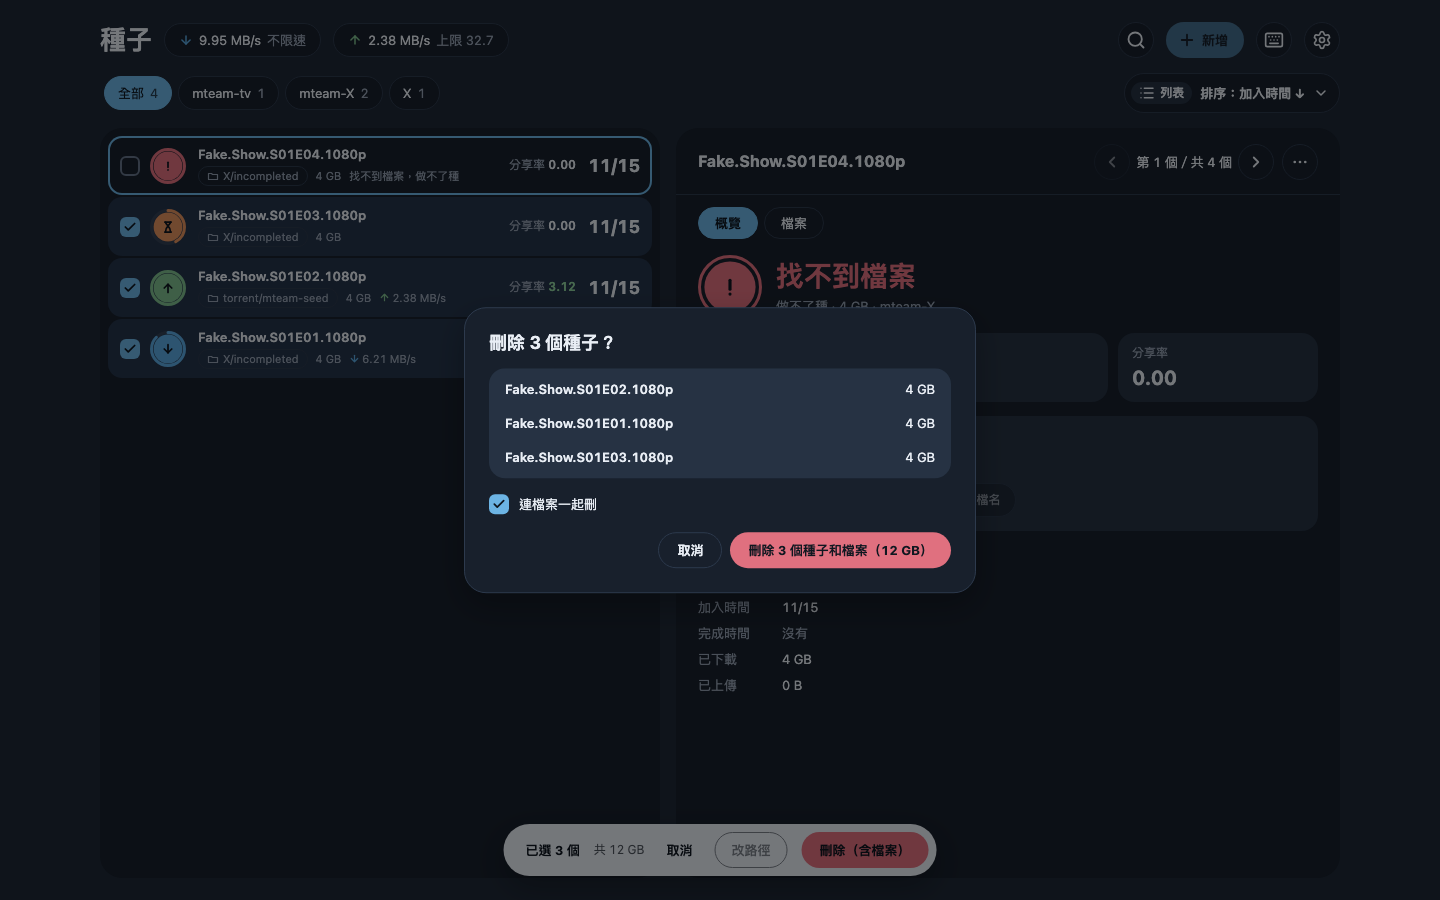 種子
9.95 MB/s 不限速
2.38 MB/s 上限 32.7
新增
全部 4
mteam-tv 1
mteam-X 2
X 1
列表
排序：加入時間
Fake.Show.S01E04.1080p
X/incompleted 4 GB 找不到檔案，做不了種
分享率 0.00
11/15
Fake.Show.S01E03.1080p
X/incompleted 4 GB
分享率 0.00
11/15
Fake.Show.S01E02.1080p
torrent/mteam-seed 4 GB 2.38 MB/s
分享率 3.12
11/15
Fake.Show.S01E01.1080p
X/incompleted 4 GB 6.21 MB/s
Fake.Show.S01E04.1080p
第 1 個 / 共 4 個
概覽
檔案
找不到檔案
做不了種 · 4 GB · mteam-X
分享率
0.00
檔名
加入時間 11/15
完成時間 沒有
已下載 4 GB
已上傳 0 B
刪除 3 個種子？
Fake.Show.S01E02.1080p 4 GB
Fake.Show.S01E01.1080p 4 GB
Fake.Show.S01E03.1080p 4 GB
連檔案一起刪
取消
刪除 3 個種子和檔案（12 GB）
已選 3 個 共 12 GB
取消
改路徑
刪除（含檔案）